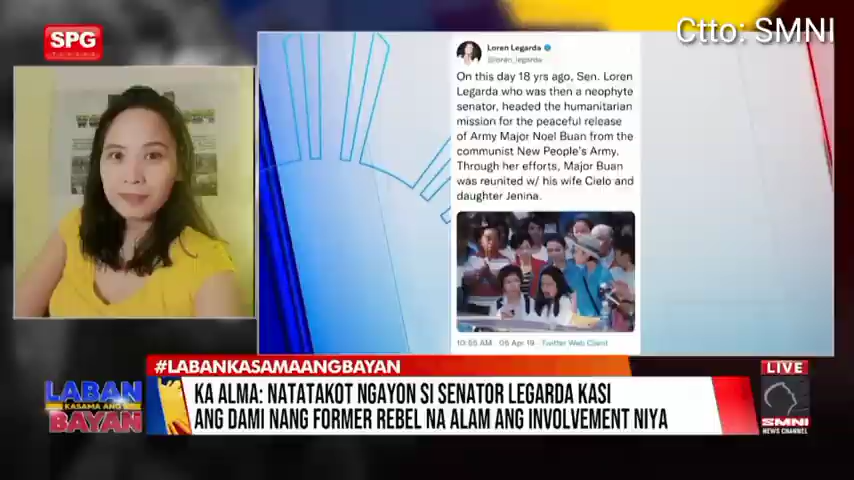 SPG
Ctto: SMNI
Loren Legarda
@loren_legarda
On this day 18 yrs ago, Sen. Loren
Legarda who was then a neophyte
senator, headed the humanitarian
mission for the peaceful release
of Army Major Noel Buan from the
communist New People's Army.
Through her efforts, Major Buan
was reunited w/ his wife Cielo and
daughter Jenina.
10:55 AM · 06 Apr 19 · Twitter Web Client
#LABANKASAMAANGBAYAN
LIVE
LABAN
KASAMA ANG
BAYAN
KA ALMA: NATATAKOT NGAYON SI SENATOR LEGARDA KASI
ANG DAMI NANG FORMER REBEL NA ALAM ANG INVOLVEMENT NIYA
SMNI
NEWS CHANNEL